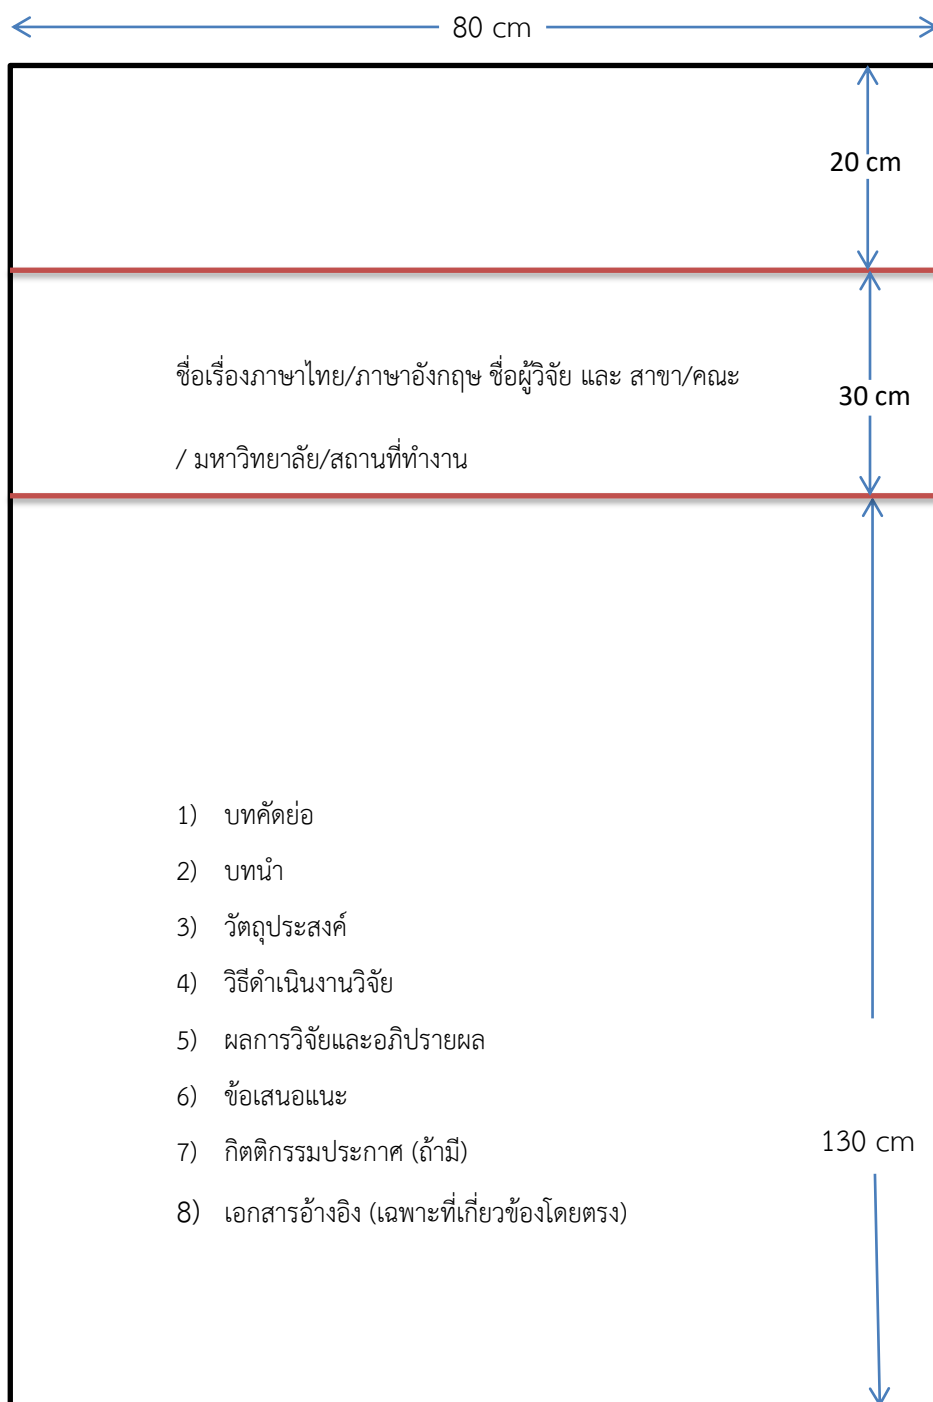 80 cm
20 cm
ชื่อเรื่องภาษาไทย/ภาษาอังกฤษ ชื่อผู้วิจัย และ สาขา/คณะ
30 cm
/ มหาวิทยาลัย/สถานที่ทำงาน
1) บทคัดย่อ
2) บทนำ
3) วัตถุประสงค์
4) วิธีดำเนินงานวิจัย
5) ผลการวิจัยและอภิปรายผล
6) ข้อเสนอแนะ
7) กิตติกรรมประกาศ (ถ้ามี)
130 cm
8) เอกสารอ้างอิง (เฉพาะที่เกี่ยวข้องโดยตรง)